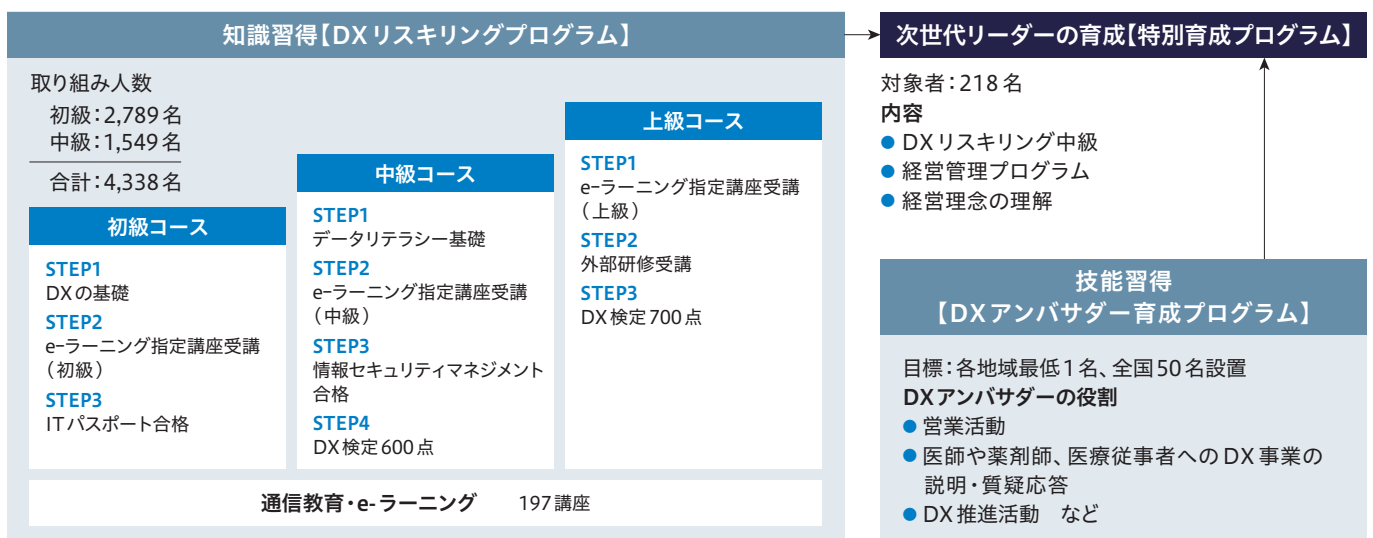 知識習得【DXリスキリングプログラム】
取り組み人数
初級：2,789名
中級：1,549名
合計：4,338名
初級コース
STEP1
DXの基礎
STEP2
e-ラーニング指定講座受講
（初級）
STEP3
ITパスポート合格
中級コース
STEP1
データリテラシー基礎
STEP2
e-ラーニング指定講座受講
（中級）
STEP3
情報セキュリティマネジメント
合格
STEP4
DX検定600点
上級コース
STEP1
e-ラーニング指定講座受講
（上級）
STEP2
外部研修受講
STEP3
DX検定700点
通信教育・e-ラーニング　197講座
次世代リーダーの育成【特別育成プログラム】
対象者：218名
内容
● DXリスキリング中級
● 経営管理プログラム
● 経営理念の理解
技能習得
【DXアンバサダー育成プログラム】
目標：各地域最低1名、全国50名設置
DXアンバサダーの役割
● 営業活動
● 医師や薬剤師、医療従事者へのDX事業の
説明・質疑応答
● DX推進活動　など